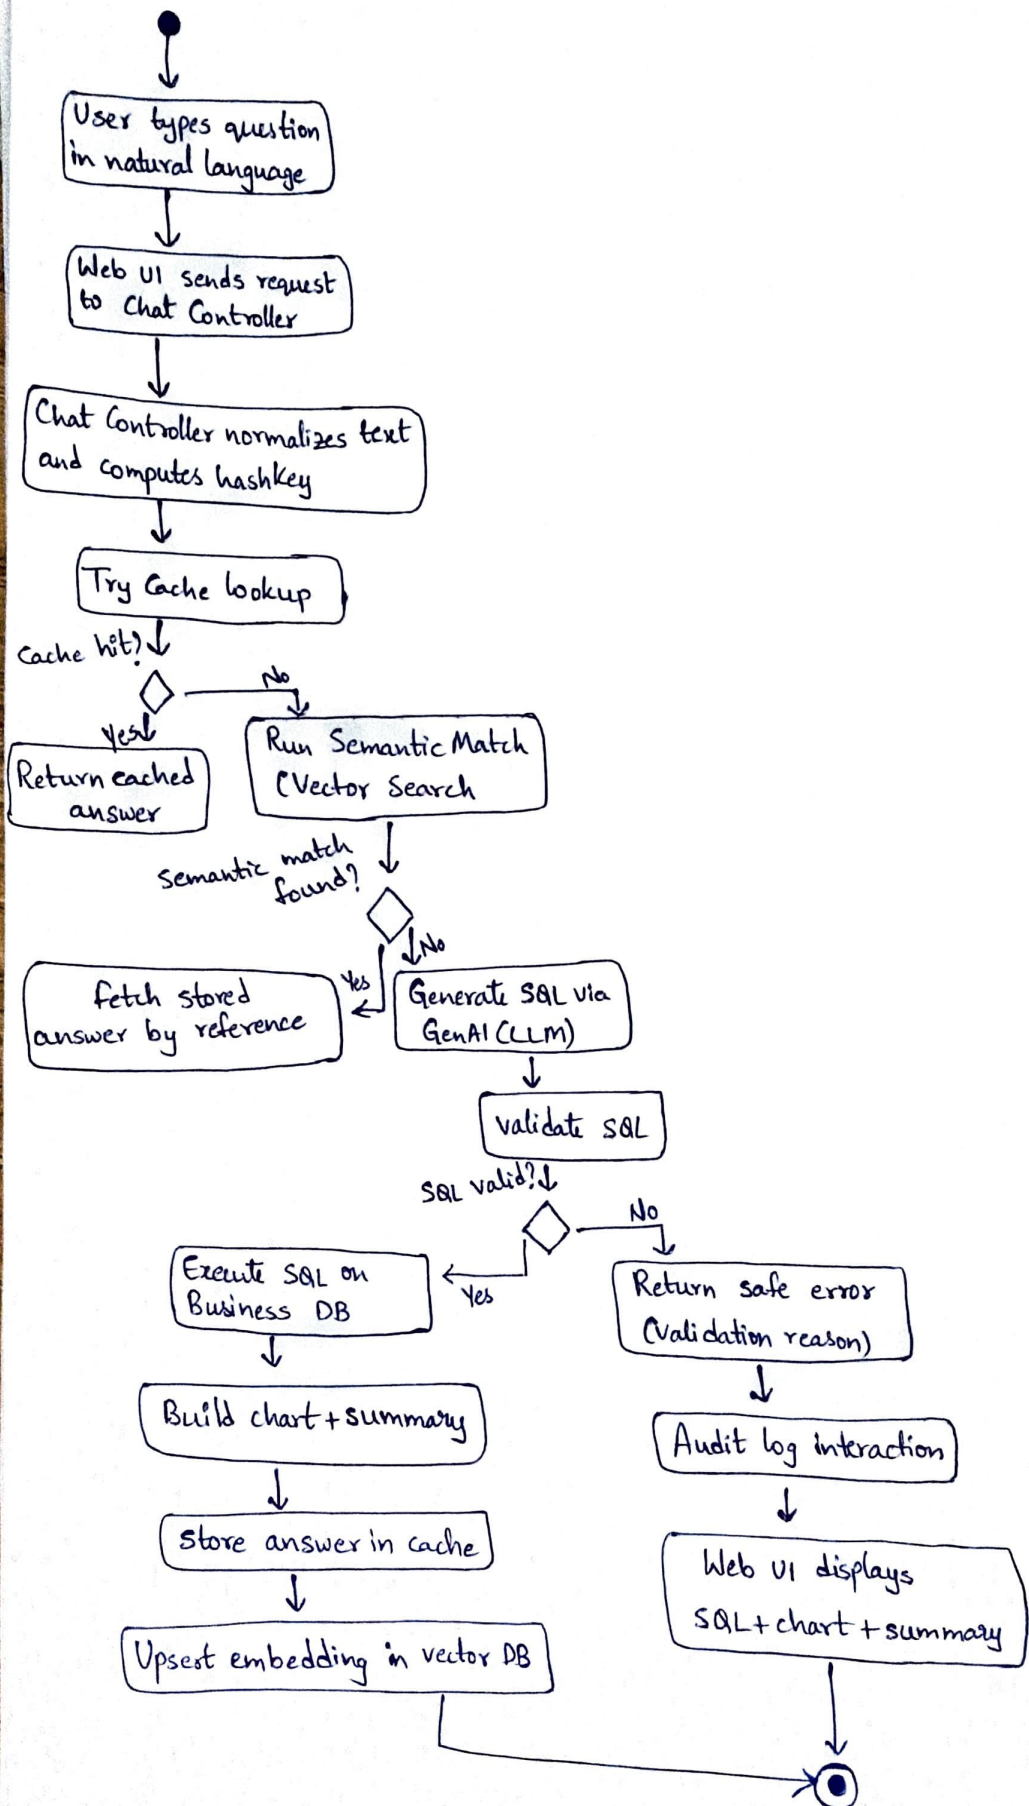 User types question
in natural language
Web UI sends request
to Chat Controller
Chat Controller normalizes text
and computes hashkey
Try Cache lookup
Cache hit?
No
Yes
Return cached
answer
Run Semantic Match
(Vector Search
Semantic match
found?
No
Yes
fetch stored
answer by reference
Generate SQL via
GenAI (LLM)
validate SQL
SQL valid?
No
Yes
Execute SQL on
Business DB
Return safe error
(validation reason)
Build chart + summary
Audit log interaction
Store answer in cache
Web UI displays
SQL + chart + summary
Upsert embedding in vector DB